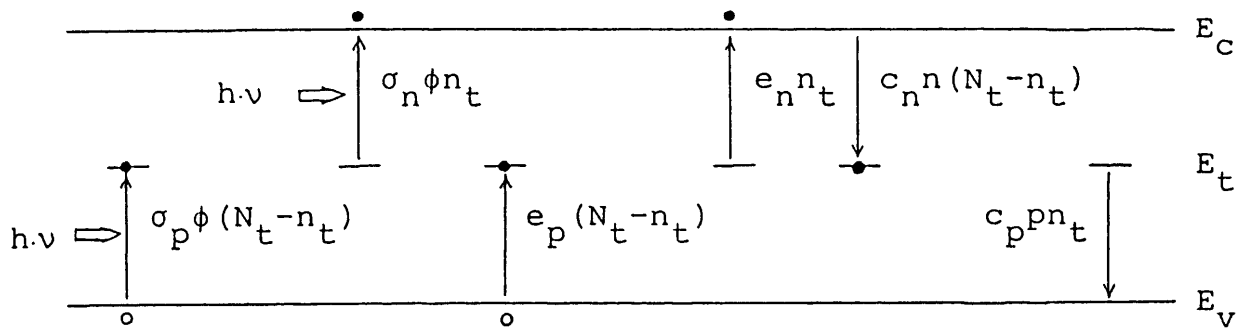 E_c
h·ν
σ_nφn_t
e_nn_t
c_nn(N_t-n_t)
E_t
h·ν
σ_pφ(N_t-n_t)
e_p(N_t-n_t)
c_ppn_t
E_v